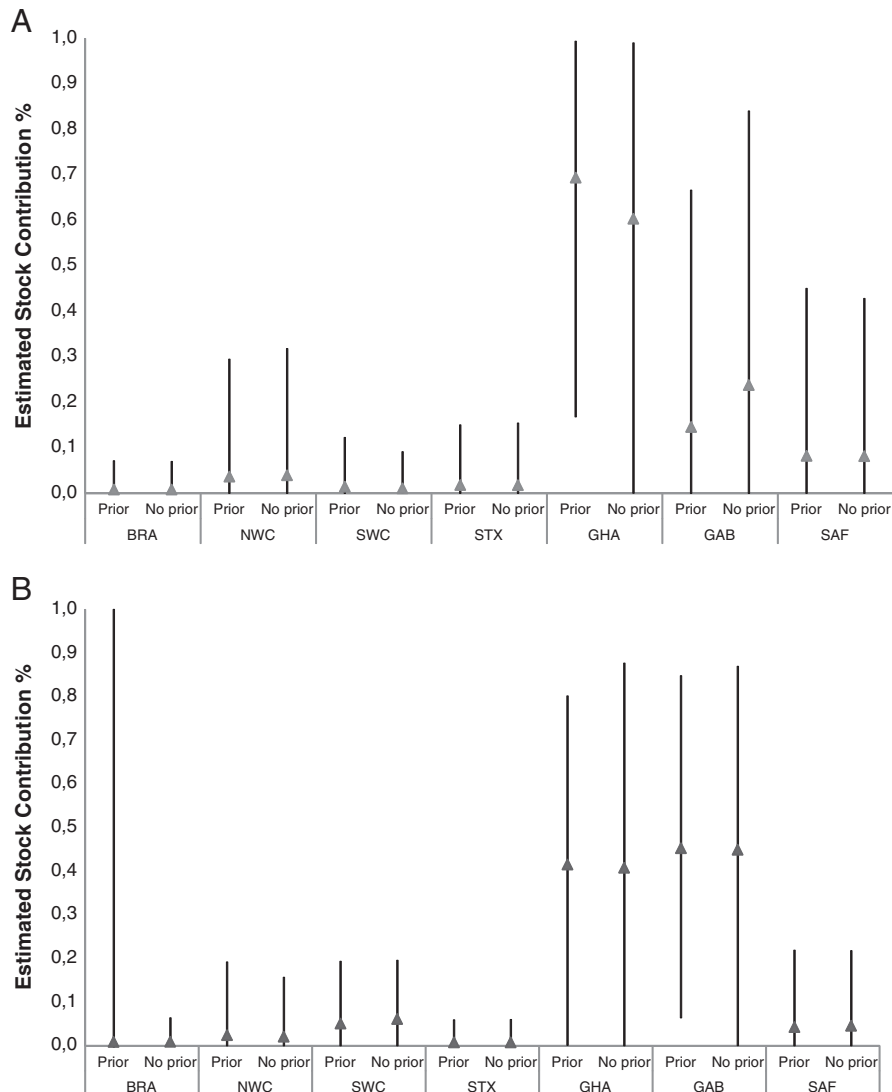 A
Estimated Stock Contribution %
1,0
0,9
0,8
0,7
0,6
0,5
0,4
0,3
0,2
0,1
0,0
Prior No prior Prior No prior Prior No prior Prior No prior Prior No prior Prior No prior Prior No prior
BRA NWC SWC STX GHA GAB SAF
B
Estimated Stock Contribution %
1,0
0,9
0,8
0,7
0,6
0,5
0,4
0,3
0,2
0,1
0,0
Prior No prior Prior No prior Prior No prior Prior No prior Prior No prior Prior No prior Prior No prior
BRA NWC SWC STX GHA GAB SAF